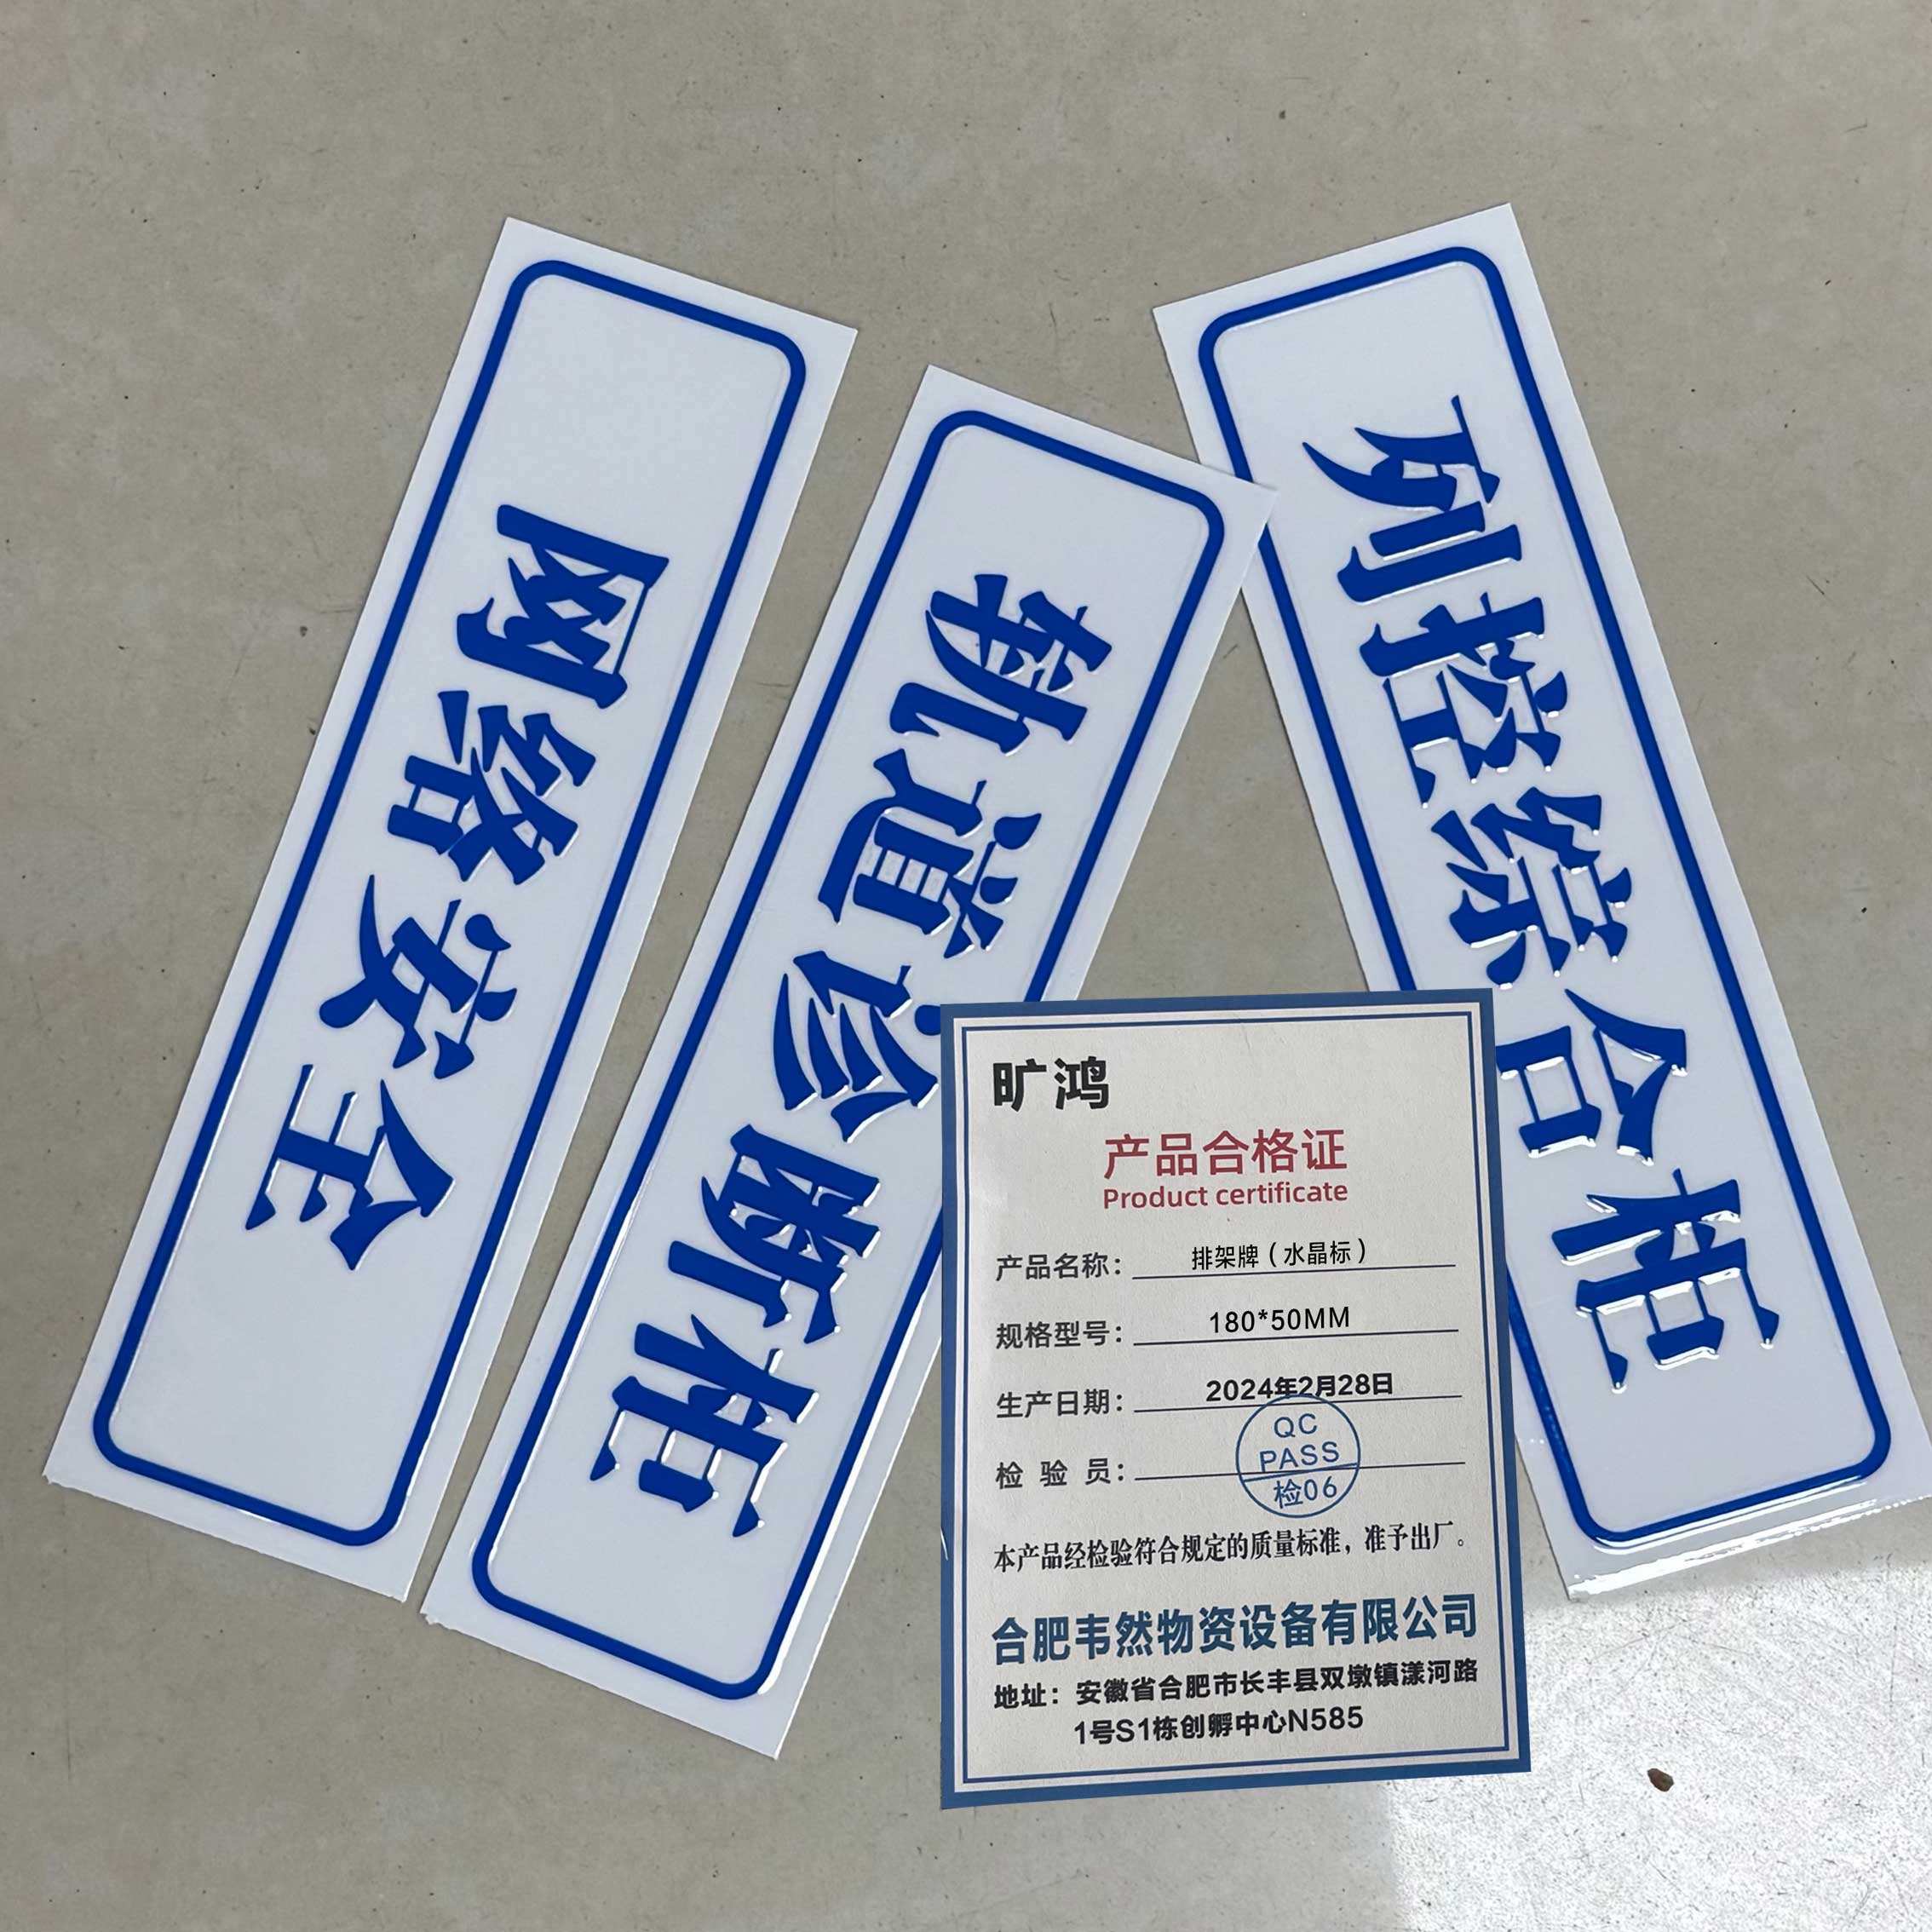 网络安全
轨道诊断柜
列控综合柜
旷鸿
产品合格证
Product certificate
产品名称: 排架牌(水晶标)
规格型号: 180*50MM
生产日期: 2024年2月28日
检 验 员:
QC
PASS
检06
本产品经检验符合规定的质量标准，准予出厂。
合肥韦然物资设备有限公司
地址: 安徽省合肥市长丰县双墩镇漾河路
1号S1栋创孵中心N585